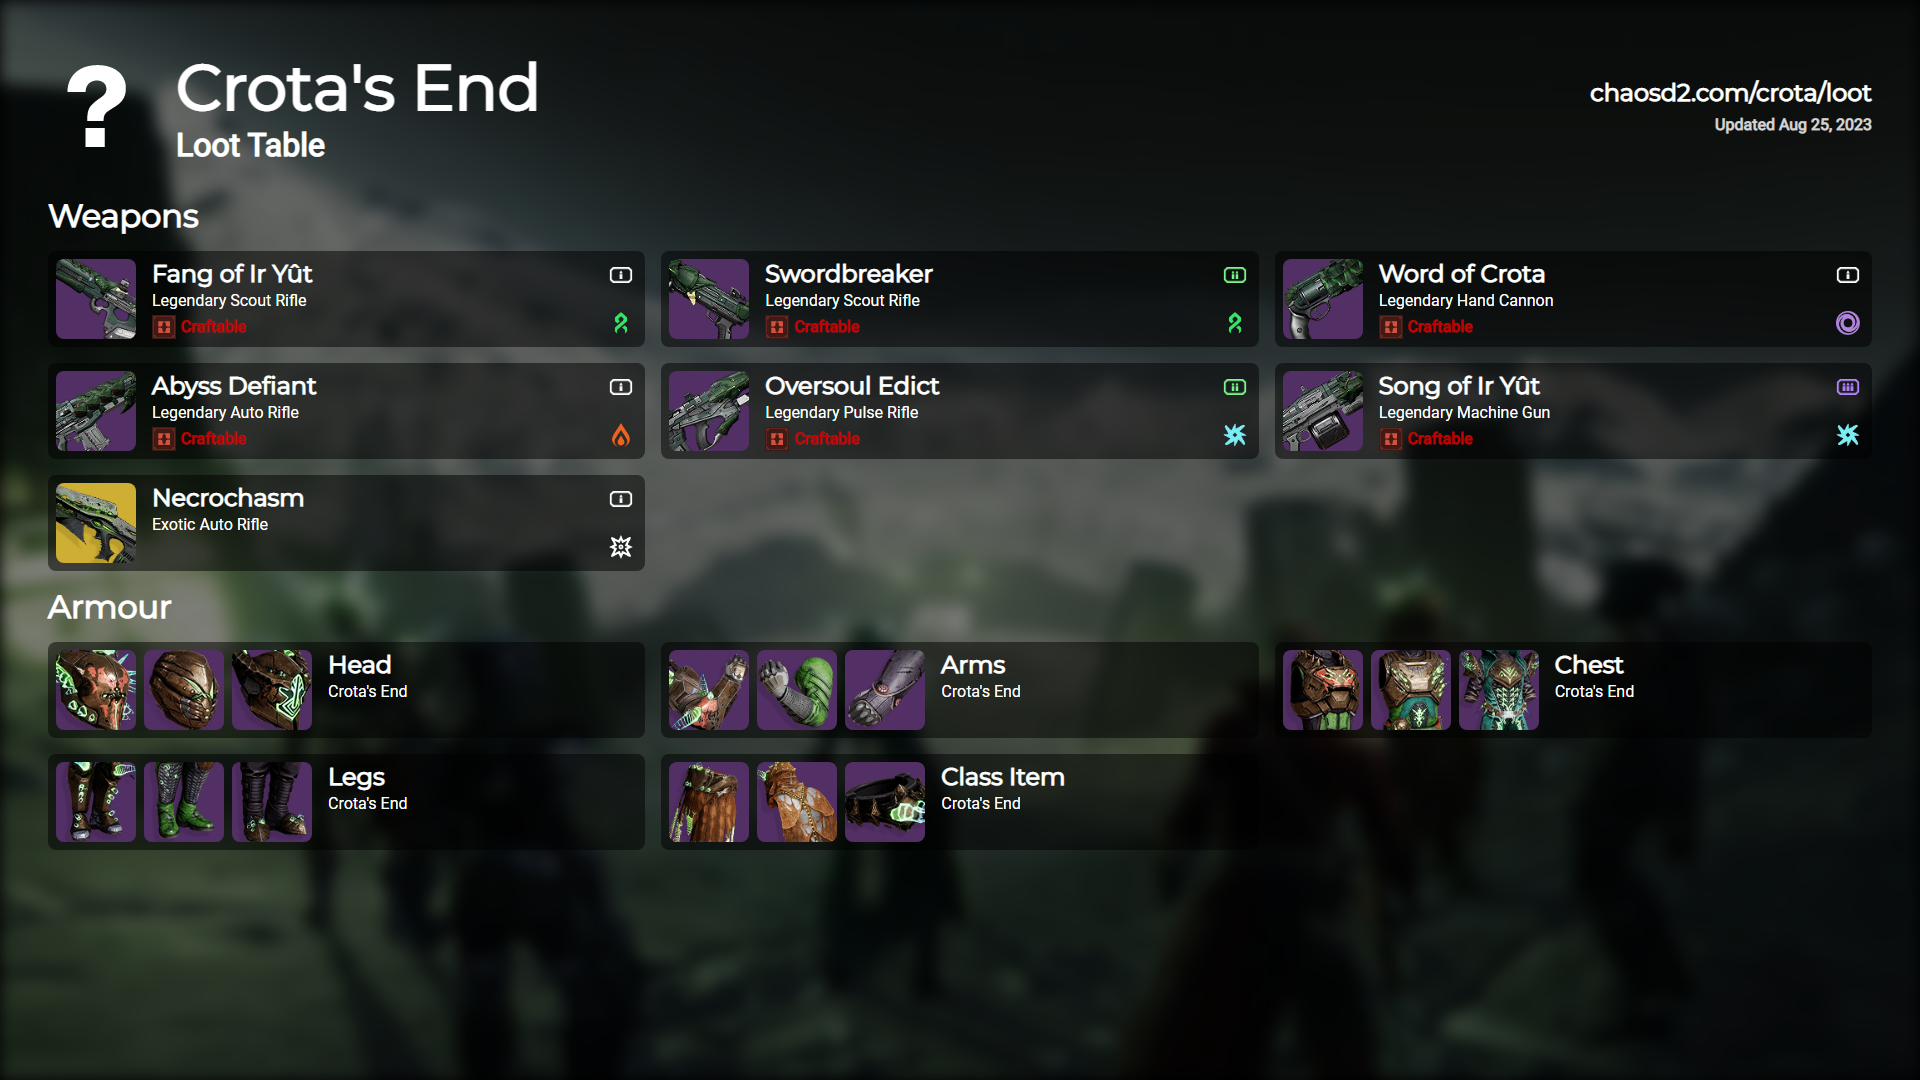 ?
Crota's End
Loot Table
chaosd2.com/crota/loot
Updated Aug 25, 2023
Weapons
Fang of Ir Yût
Legendary Scout Rifle
Craftable
Swordbreaker
Legendary Scout Rifle
Craftable
Word of Crota
Legendary Hand Cannon
Craftable
Abyss Defiant
Legendary Auto Rifle
Craftable
Oversoul Edict
Legendary Pulse Rifle
Craftable
Song of Ir Yût
Legendary Machine Gun
Craftable
Necrochasm
Exotic Auto Rifle
Armour
Head
Crota's End
Arms
Crota's End
Chest
Crota's End
Legs
Crota's End
Class Item
Crota's End